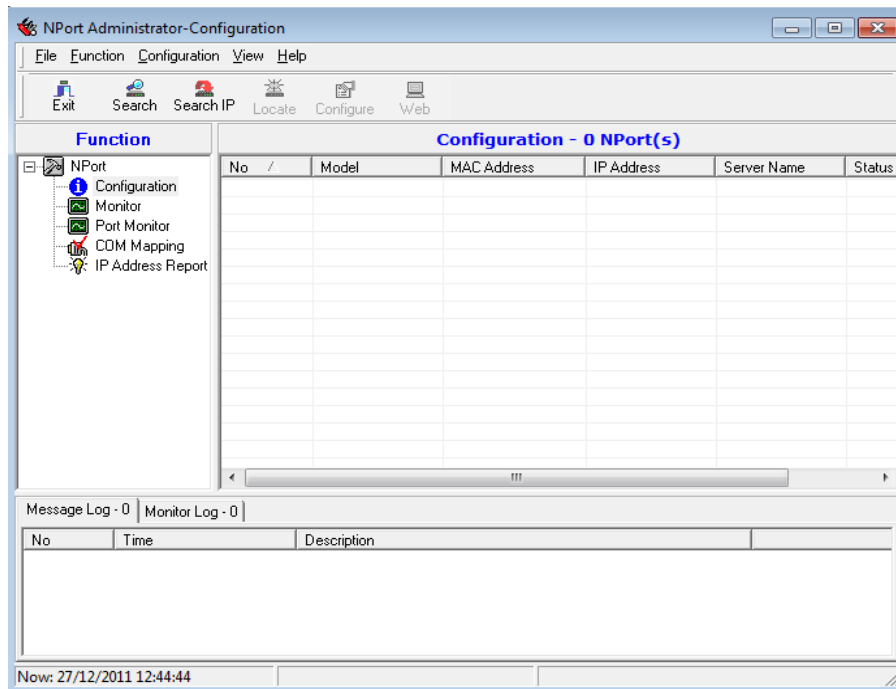 NPort Administrator-Configuration
File Function Configuration View Help
Exit Search Search IP Locate Configure Web
Function
Configuration - 0 NPort(s)
NPort
Configuration
Monitor
Port Monitor
COM Mapping
IP Address Report
No / Model MAC Address IP Address Server Name Status
Message Log - 0 Monitor Log - 0
No Time Description
Now: 27/12/2011 12:44:44